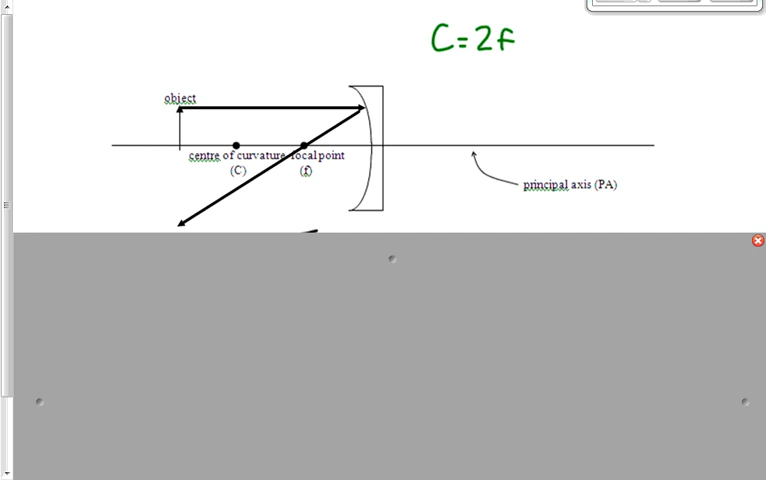 C=2f
object
centre of curvature focal point
(C) (f)
principal axis (PA)